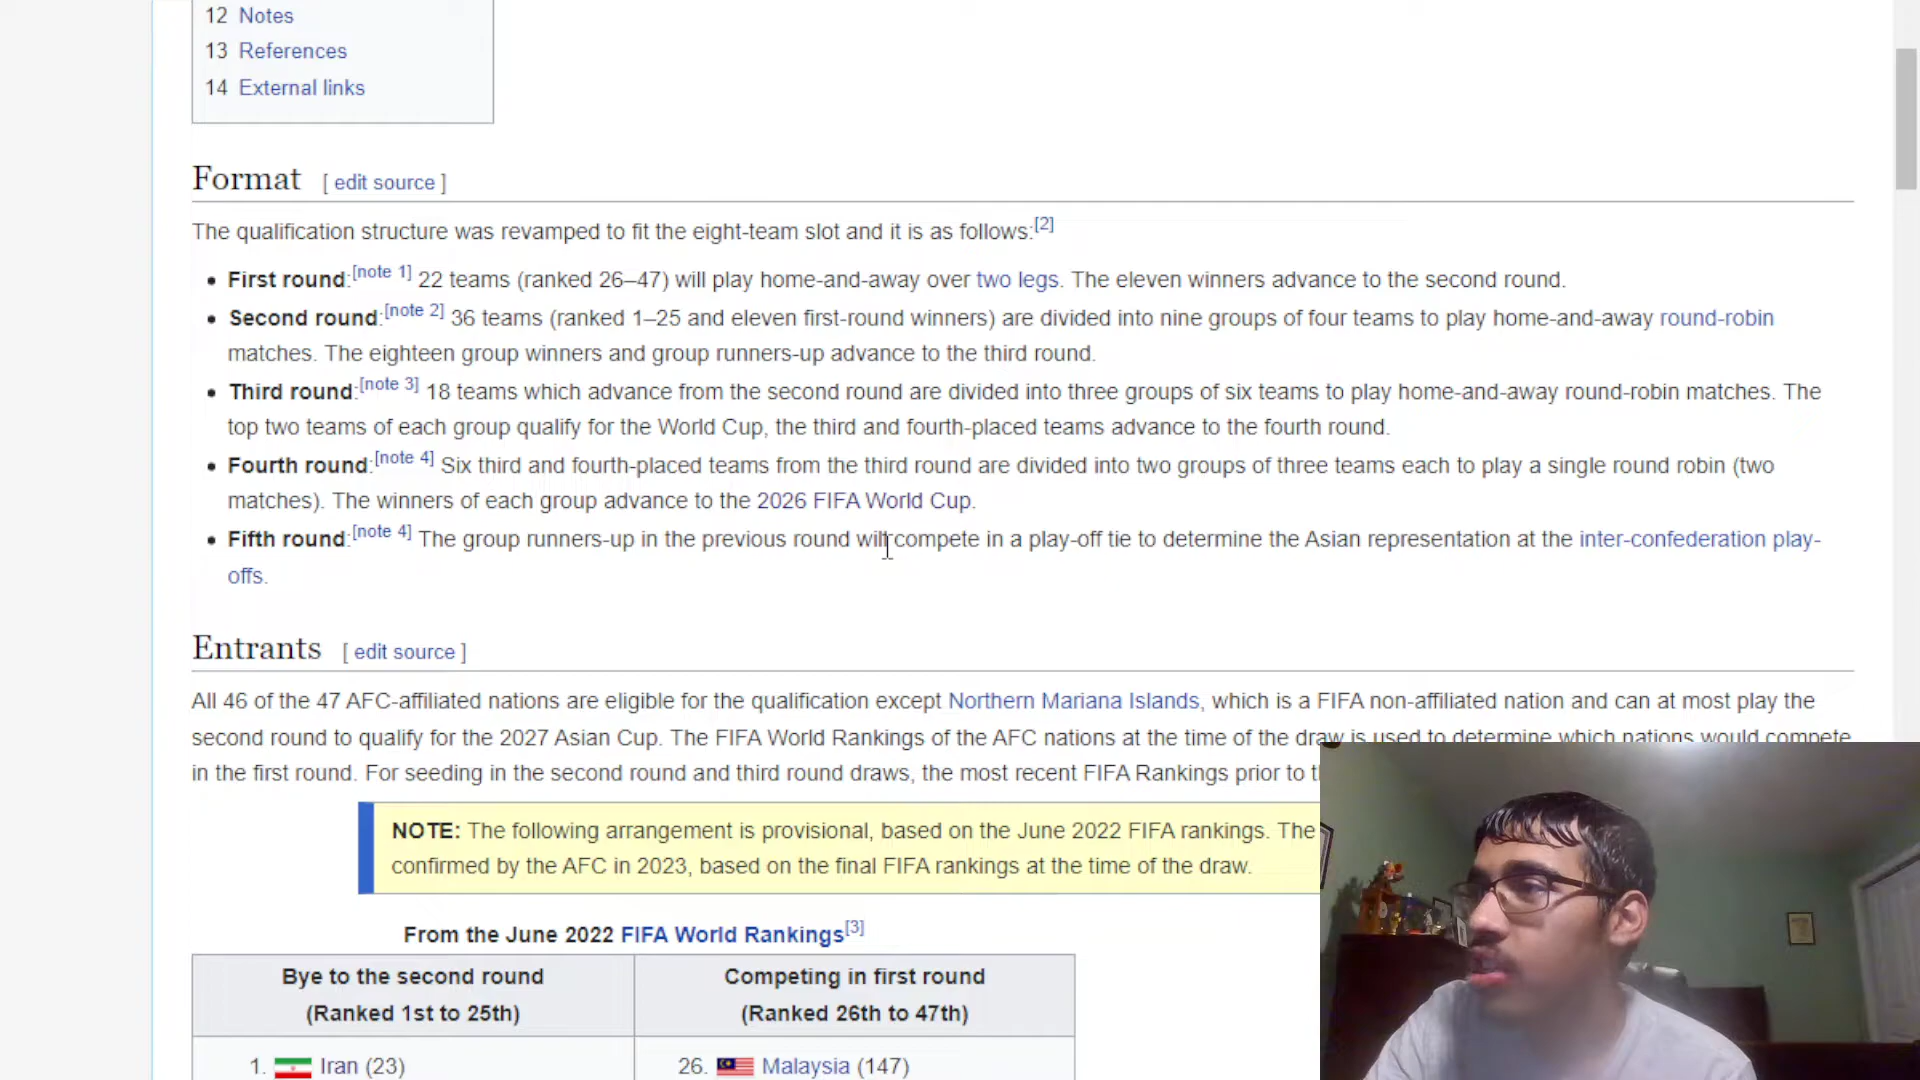 12 Notes
13 References
14 External links
Format [ edit source ]
The qualification structure was revamped to fit the eight-team slot and it is as follows:[2]
First round:[note 1] 22 teams (ranked 26–47) will play home-and-away over two legs. The eleven winners advance to the second round.
Second round:[note 2] 36 teams (ranked 1–25 and eleven first-round winners) are divided into nine groups of four teams to play home-and-away round-robin
matches. The eighteen group winners and group runners-up advance to the third round.
Third round:[note 3] 18 teams which advance from the second round are divided into three groups of six teams to play home-and-away round-robin matches. The
top two teams of each group qualify for the World Cup, the third and fourth-placed teams advance to the fourth round.
Fourth round:[note 4] Six third and fourth-placed teams from the third round are divided into two groups of three teams each to play a single round robin (two
matches). The winners of each group advance to the 2026 FIFA World Cup.
Fifth round:[note 4] The group runners-up in the previous round will compete in a play-off tie to determine the Asian representation at the inter-confederation play-
offs.
Entrants [ edit source ]
All 46 of the 47 AFC-affiliated nations are eligible for the qualification except Northern Mariana Islands, which is a FIFA non-affiliated nation and can at most play the
second round to qualify for the 2027 Asian Cup. The FIFA World Rankings of the AFC nations at the time of the draw is used to determine which nations would compete
in the first round. For seeding in the second round and third round draws, the most recent FIFA Rankings prior to
NOTE: The following arrangement is provisional, based on the June 2022 FIFA rankings. The
confirmed by the AFC in 2023, based on the final FIFA rankings at the time of the draw.
From the June 2022 FIFA World Rankings[3]
Bye to the second round
(Ranked 1st to 25th)
Competing in first round
(Ranked 26th to 47th)
1. Iran (23)
26. Malaysia (147)